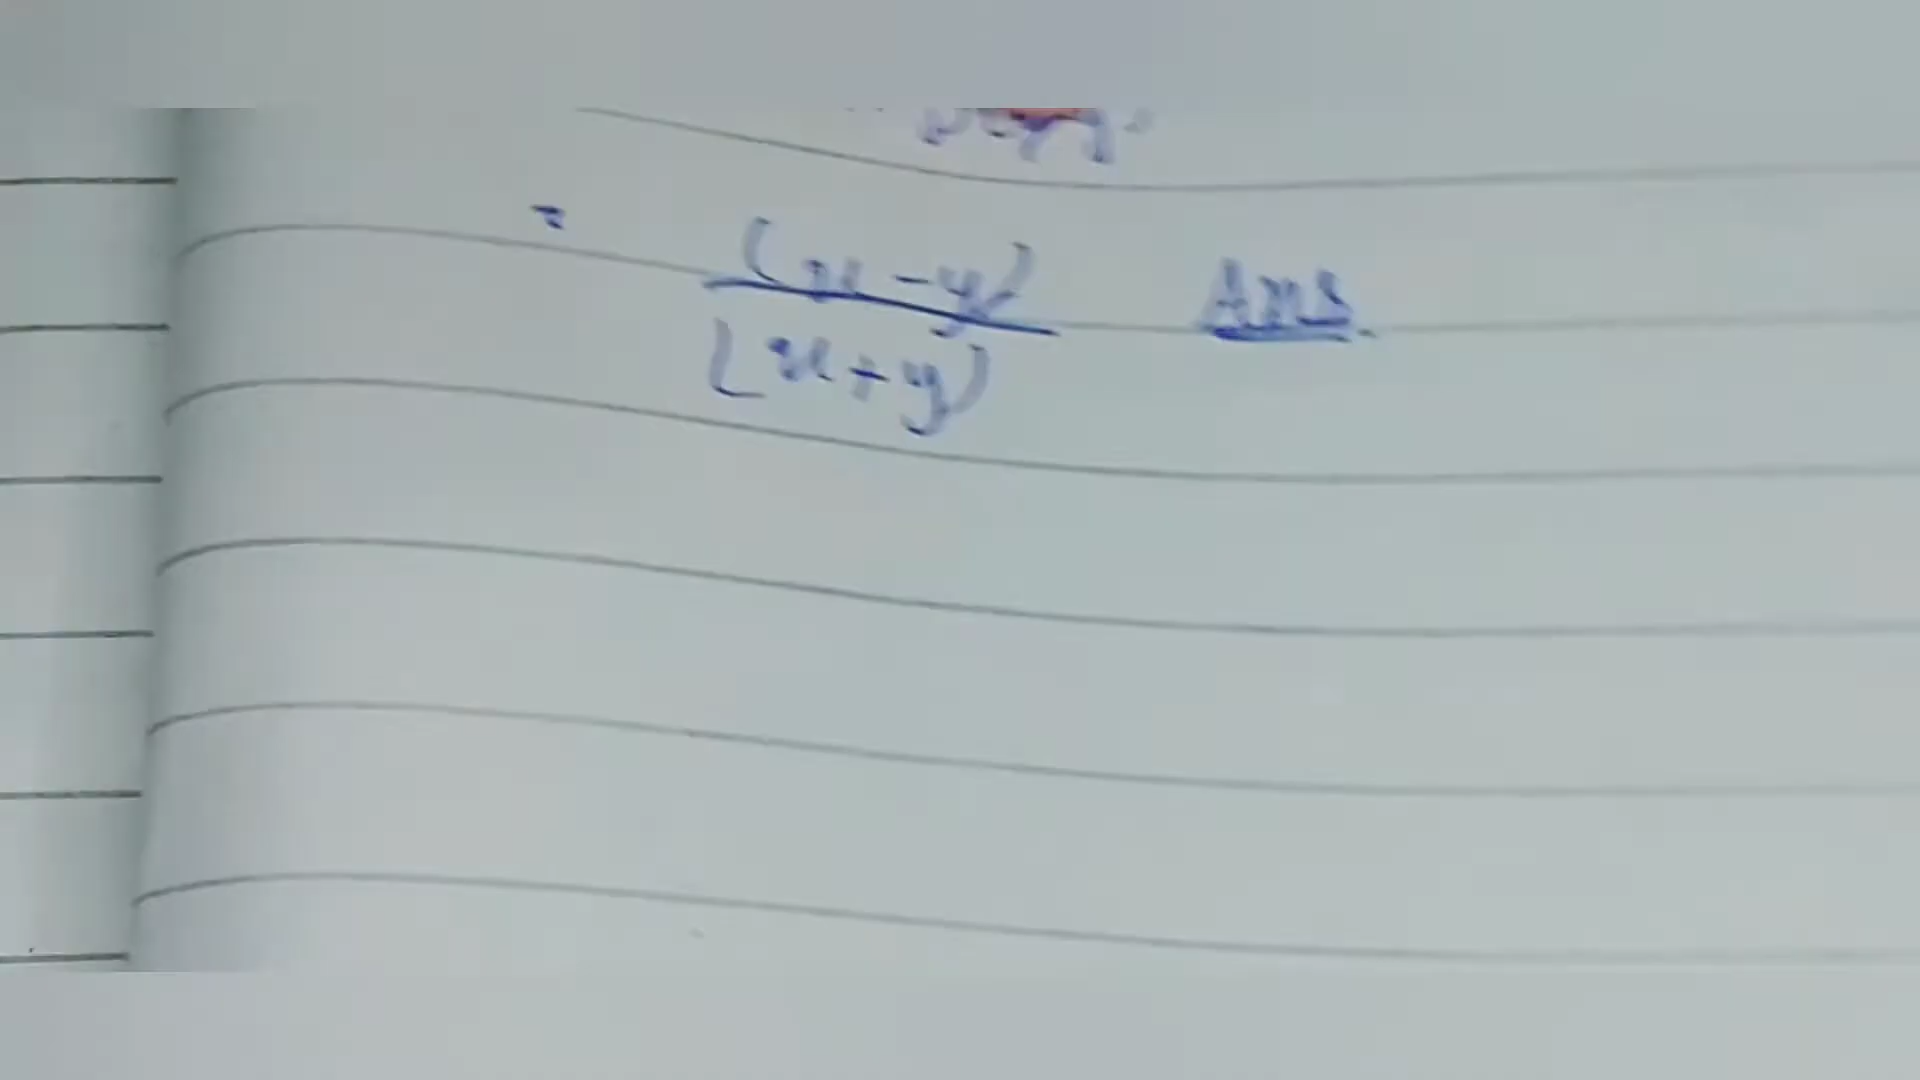 = (x-y)
(x+y) Ans.